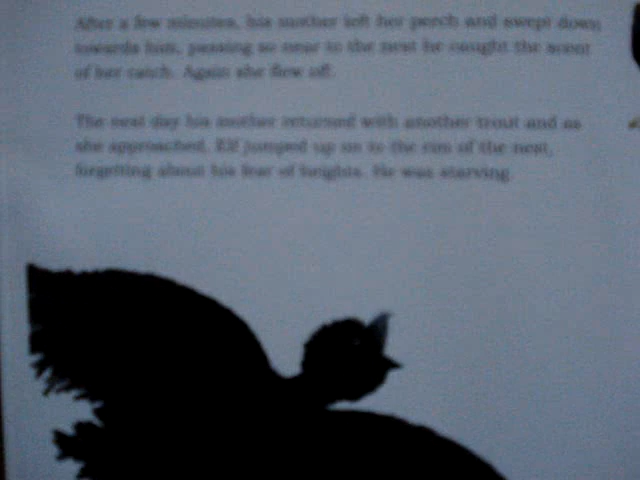 After a few minutes, his mother left her perch and swept down
towards him, passing so near to the nest he caught the scent
of her catch. Again she flew off.
The next day his mother returned with another trout and as
she approached, Elf jumped up on to the rim of the nest,
forgetting about his fear of heights. He was starving.